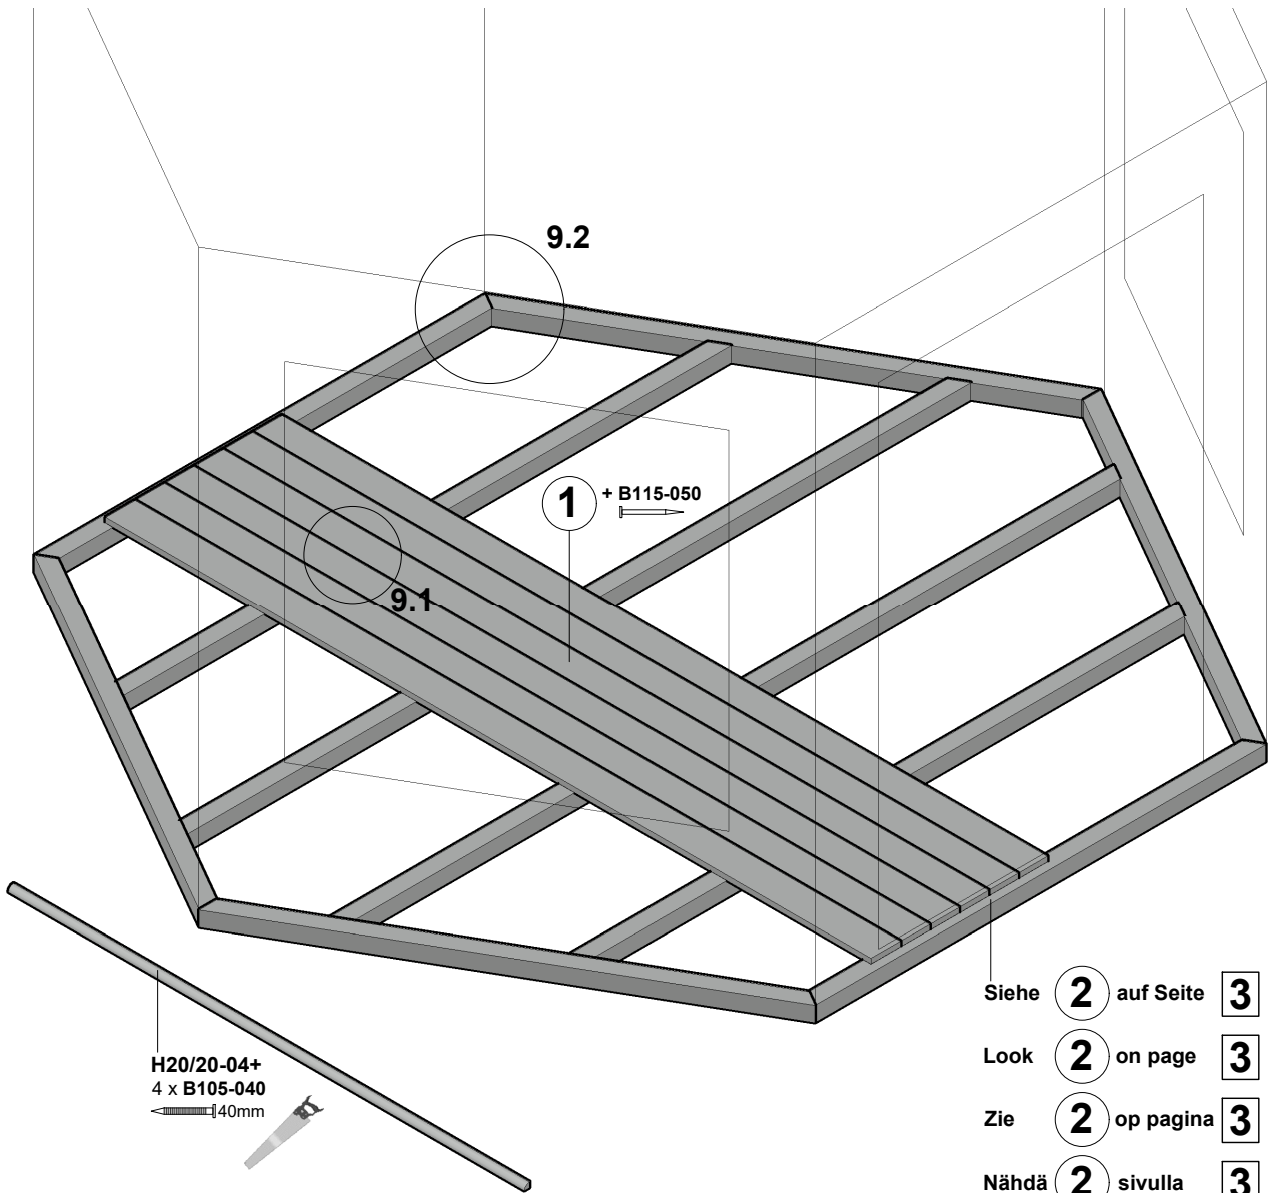 9.2
1 + B115-050
9.1
Siehe 2 auf Seite 3
Look 2 on page 3
Zie 2 op pagina 3
Nähdä 2 sivulla 3
H20/20-04+
4 x B105-040
40mm